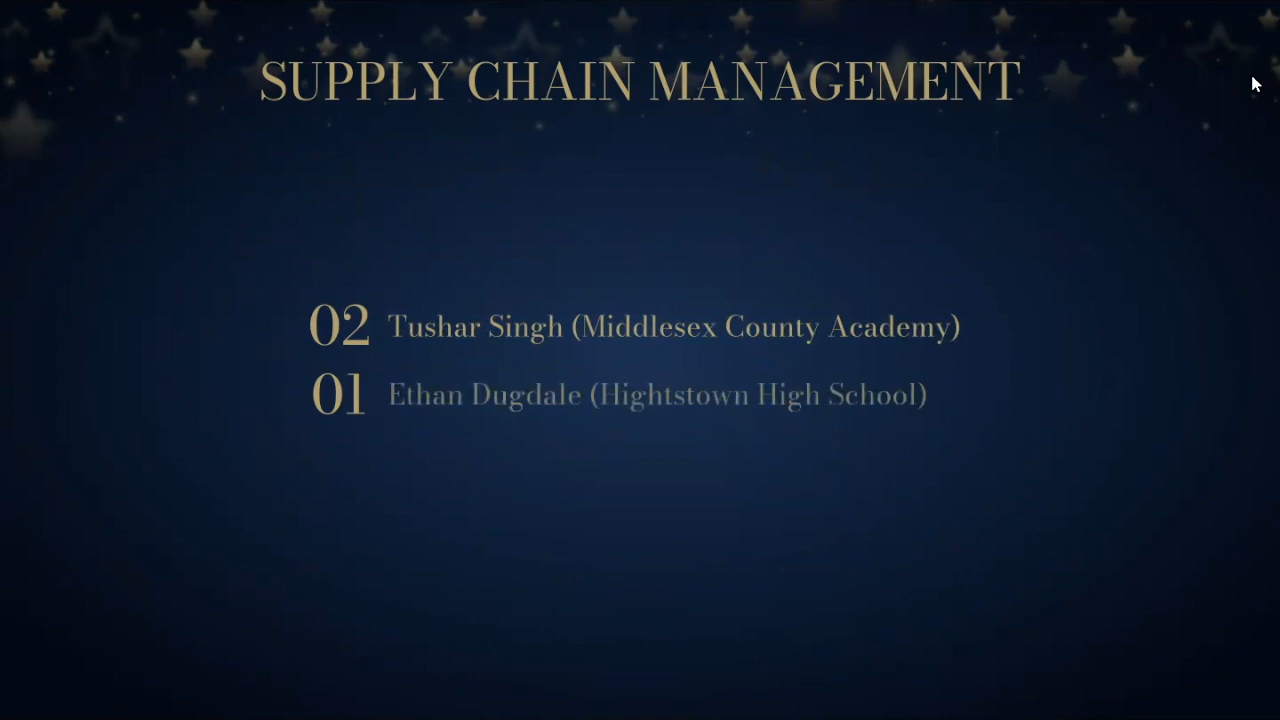 SUPPLY CHAIN MANAGEMENT
02 Tushar Singh (Middlesex County Academy)
01 Ethan Dugdale (Hightstown High School)